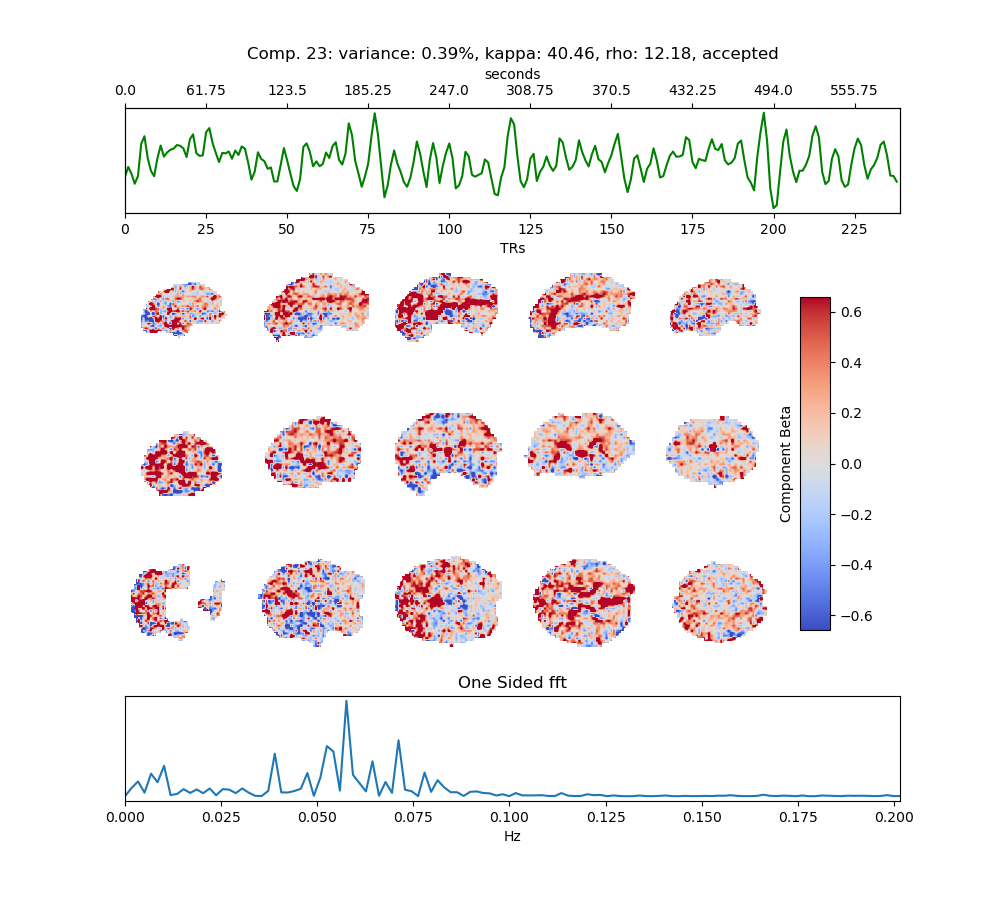 Comp. 23: variance: 0.39%, kappa: 40.46, rho: 12.18, accepted
seconds
0.0 61.75 123.5 185.25 247.0 308.75 370.5 432.25 494.0 555.75
0 25 50 75 100 125 150 175 200 225
TRs
0.6
0.4
0.2
0.0
−0.2
−0.4
−0.6
Component Beta
One Sided fft
0.000 0.025 0.050 0.075 0.100 0.125 0.150 0.175 0.200
Hz